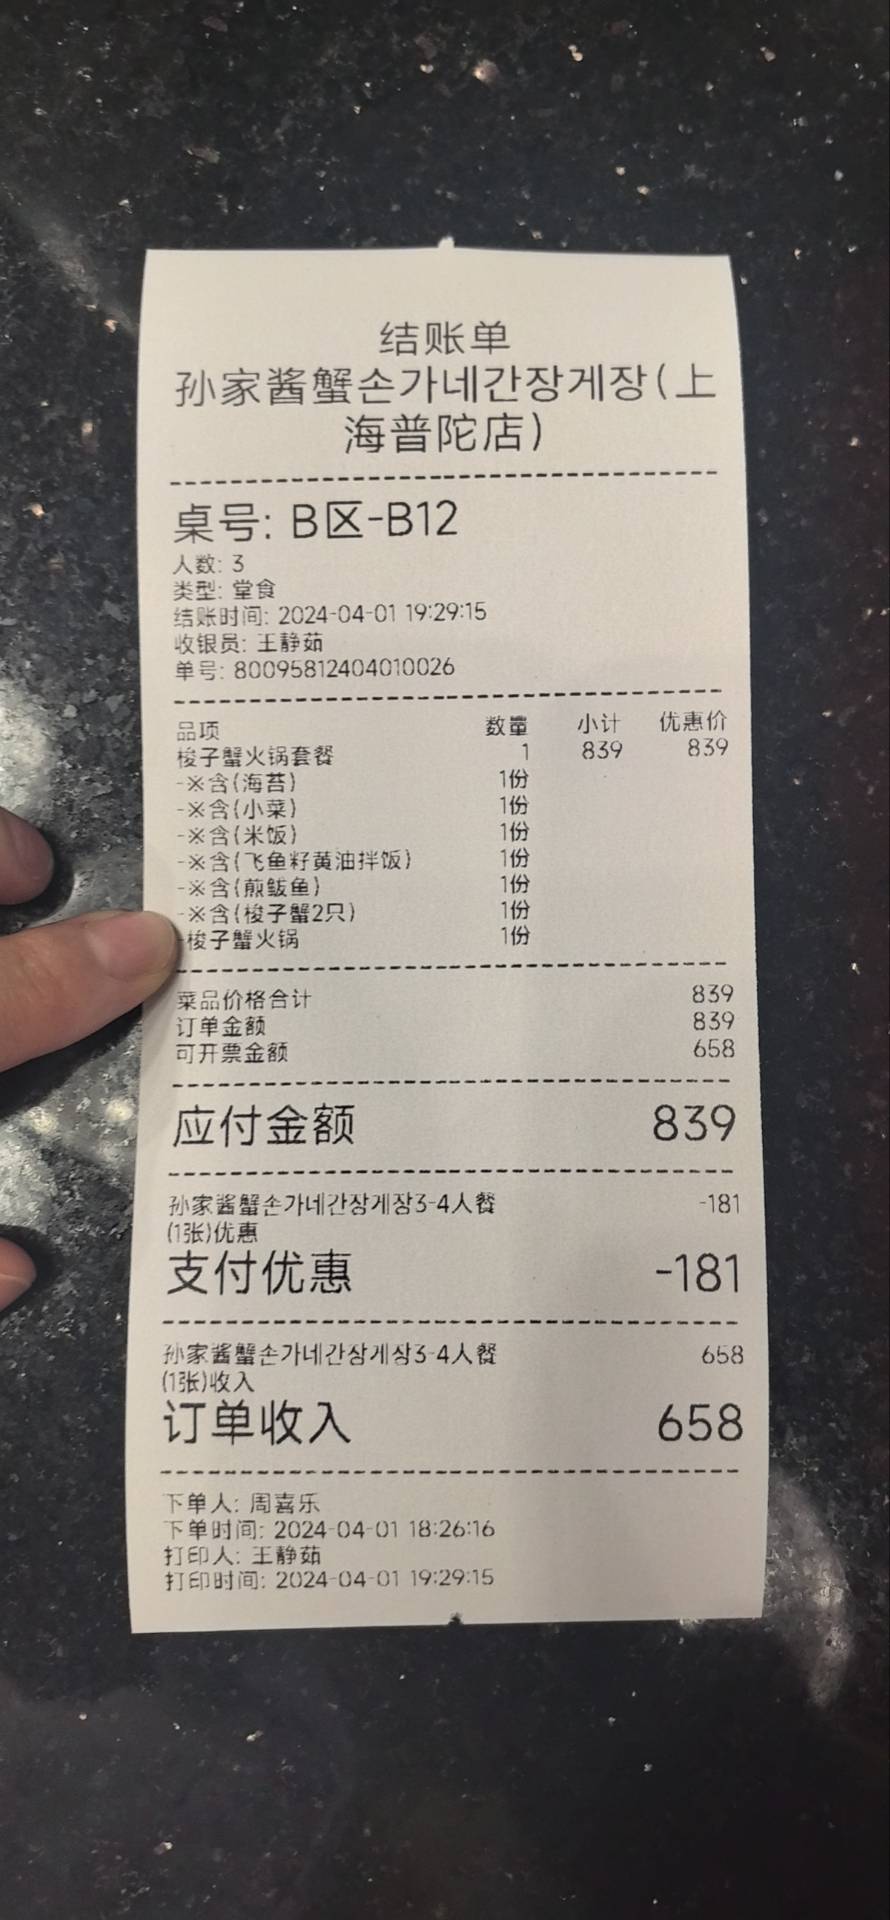 结账单
孙家酱蟹손가네간장게장(上
海普陀店)
桌号: B区-B12
人数: 3
类型: 堂食
结账时间: 2024-04-01 19:29:15
收银员: 王静茹
单号: 80095812404010026
品项 数量 小计 优惠价
梭子蟹火锅套餐 1 839 839
-※含(海苔) 1份
-※含(小菜) 1份
-※含(米饭) 1份
-※含(飞鱼籽黄油拌饭) 1份
-※含(煎鲅鱼) 1份
-※含(梭子蟹2只) 1份
-梭子蟹火锅 1份
菜品价格合计 839
订单金额 839
可开票金额 658
应付金额 839
孙家酱蟹손가네간장게장3-4人餐 -181
(1张)优惠
支付优惠 -181
孙家酱蟹손가네간장게장3-4人餐 658
(1张)收入
订单收入 658
下单人: 周喜乐
下单时间: 2024-04-01 18:26:16
打印人: 王静茹
打印时间: 2024-04-01 19:29:15